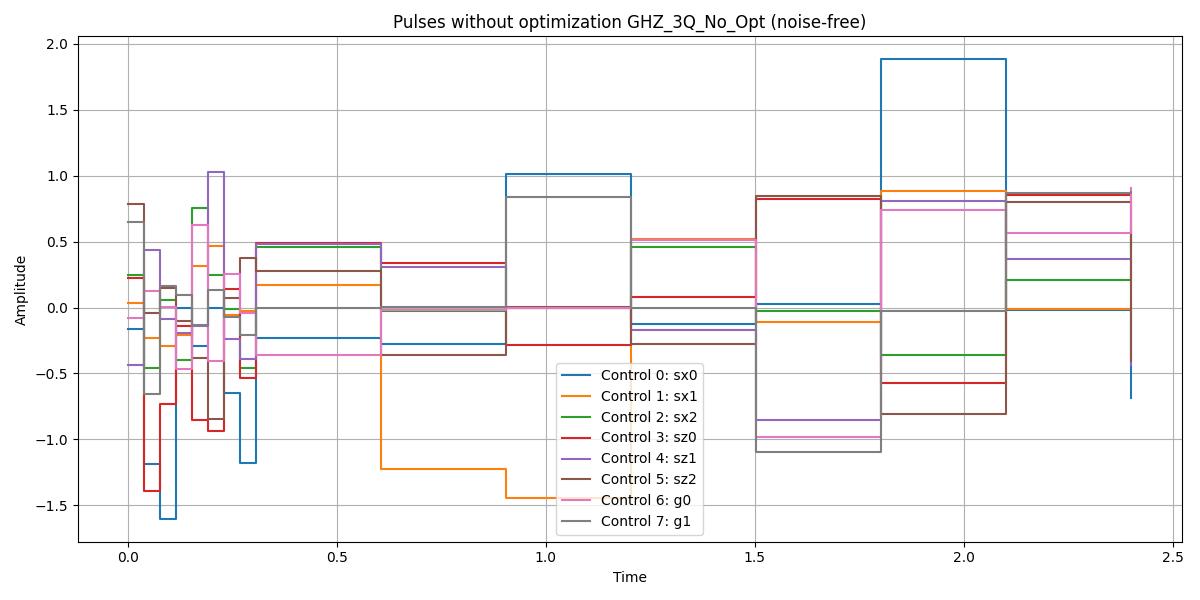 Pulses without optimization GHZ_3Q_No_Opt (noise-free)
2.0
1.5
1.0
0.5
0.0
−0.5
−1.0
−1.5
Amplitude
Control 0: sx0
Control 1: sx1
Control 2: sx2
Control 3: sz0
Control 4: sz1
Control 5: sz2
Control 6: g0
Control 7: g1
0.0 0.5 1.0 1.5 2.0 2.5
Time